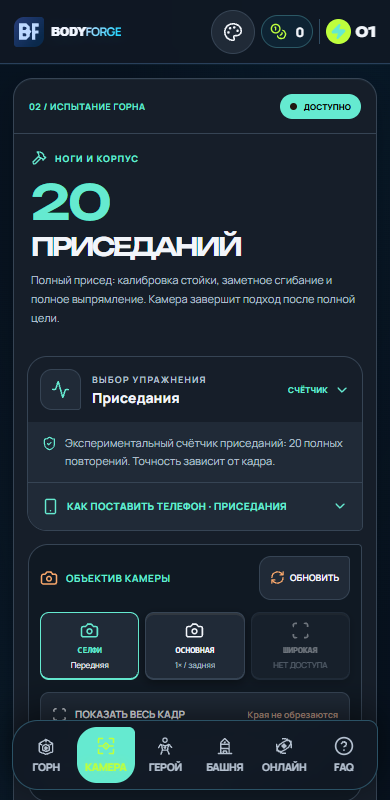 BF BODYFORGE
0
01
02 / ИСПЫТАНИЕ ГОРНА
ДОСТУПНО
НОГИ И КОРПУС
20
ПРИСЕДАНИЙ
Полный присед: калибровка стойки, заметное сгибание и
полное выпрямление. Камера завершит подход после полной
цели.
ВЫБОР УПРАЖНЕНИЯ
Приседания
СЧЁТЧИК
Экспериментальный счётчик приседаний: 20 полных
повторений. Точность зависит от кадра.
КАК ПОСТАВИТЬ ТЕЛЕФОН · ПРИСЕДАНИЯ
ОБЪЕКТИВ КАМЕРЫ
ОБНОВИТЬ
СЕЛФИ
Передняя
ОСНОВНАЯ
1× / задняя
ШИРОКАЯ
НЕТ ДОСТУПА
ПОКАЗАТЬ ВЕСЬ КАДР
Края не обрезаются
ГОРН
КАМЕРА
ГЕРОЙ
БАШНЯ
ОНЛАЙН
FAQ